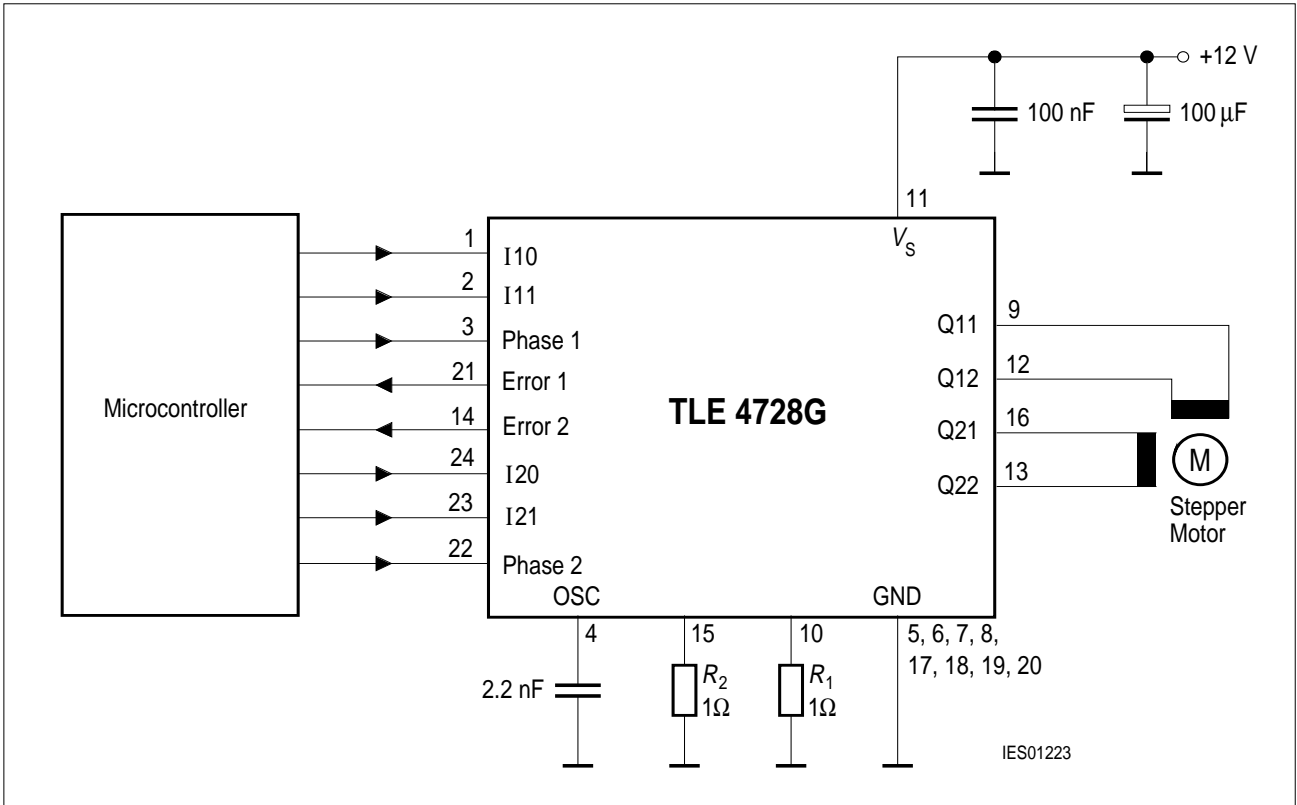 +12 V
100 nF
100 µF
11
V_S
Microcontroller
TLE 4728G
1
I10
2
I11
3
Phase 1
21
Error 1
14
Error 2
24
I20
23
I21
22
Phase 2
Q11
9
Q12
12
Q21
16
Q22
13
M
Stepper
Motor
OSC
GND
4
15
10
5, 6, 7, 8,
17, 18, 19, 20
2.2 nF
R_2
1Ω
R_1
1Ω
IES01223